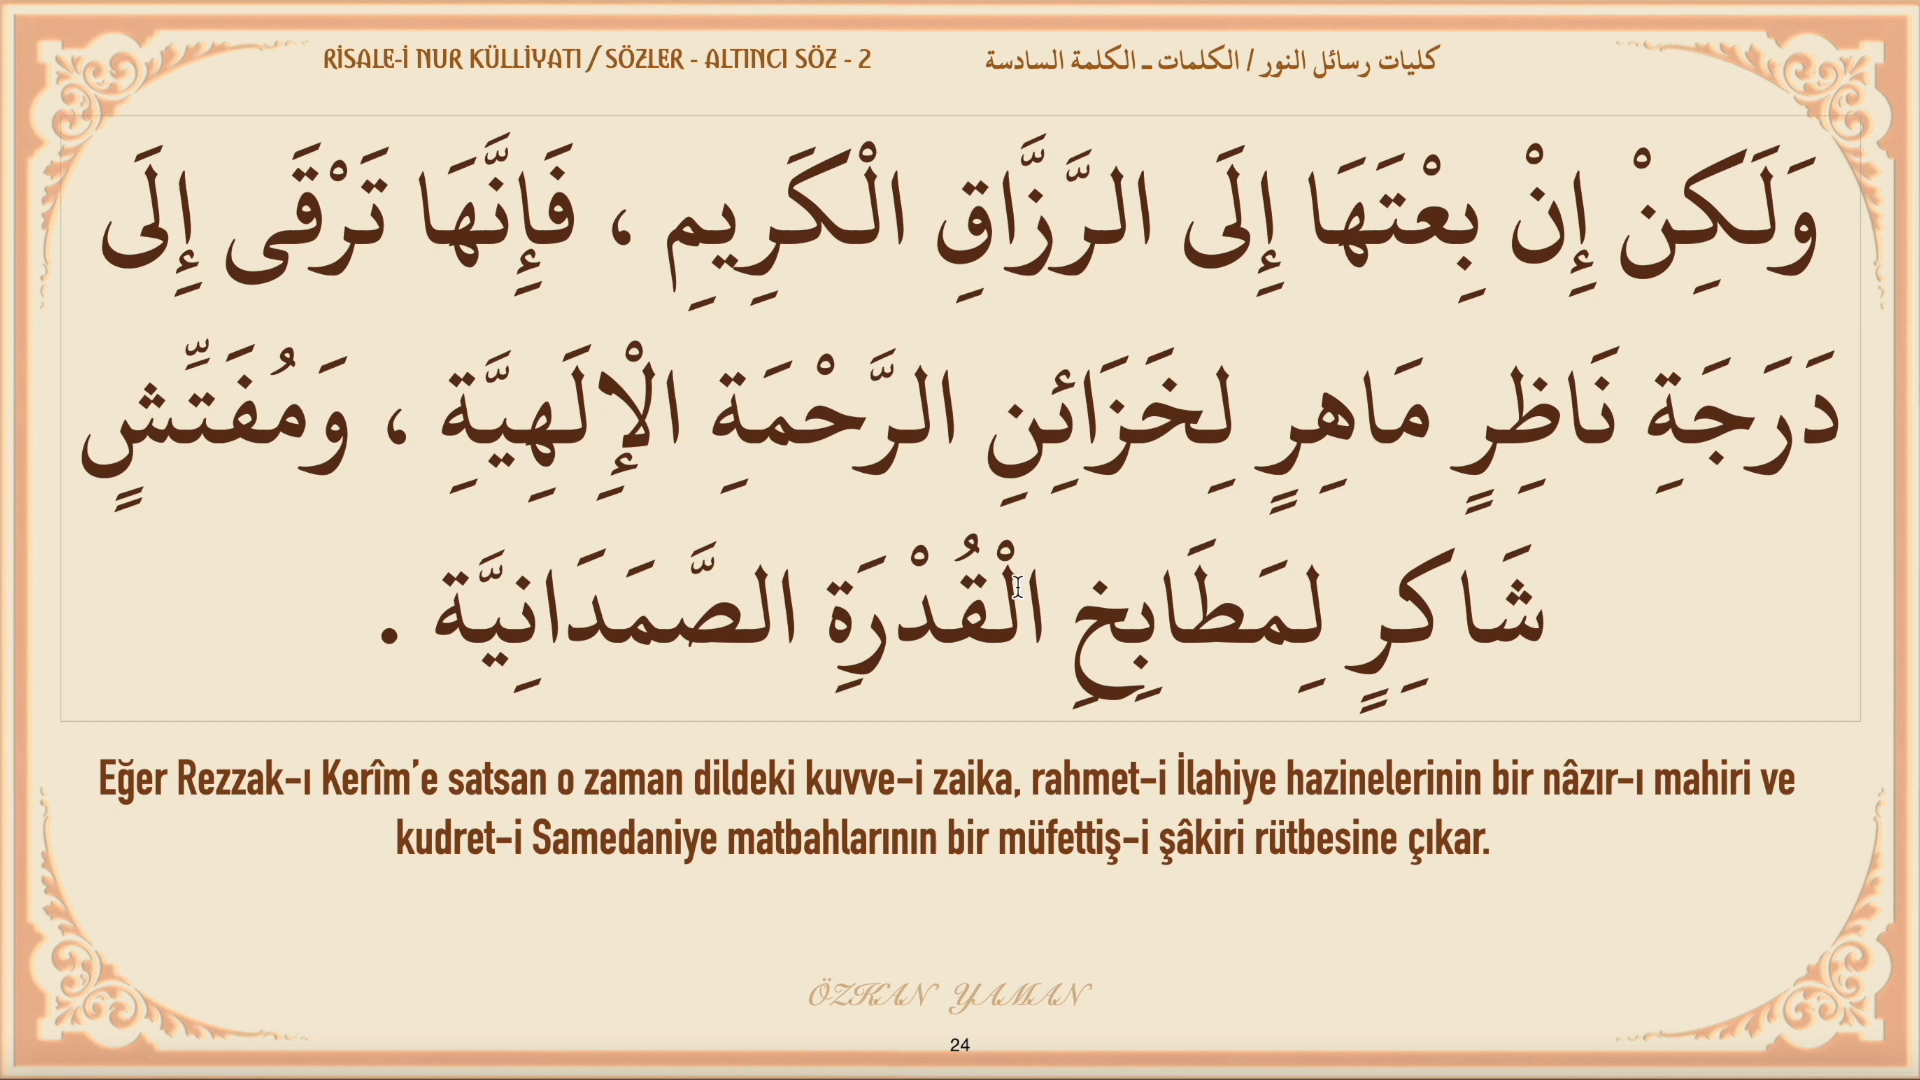 RİSALE-İ NUR KÜLLİYATI / SÖZLER - ALTINCI SÖZ - 2
كليات رسائل النور / الكلمات ـ الكلمة السادسة
وَلَكِنْ إِنْ بِعْتَهَا إِلَى الرَّزَّاقِ الْكَرِيمِ ، فَإِنَّهَا تَرْقَى إِلَى
دَرَجَةِ نَاظِرٍ مَاهِرٍ لِخَزَائِنِ الرَّحْمَةِ الْإِلَهِيَّةِ ، وَمُفَتِّشٍ
شَاكِرٍ لِمَطَابِخِ الْقُدْرَةِ الصَّمَدَانِيَّة .
Eğer Rezzak-ı Kerîm'e satsan o zaman dildeki kuvve-i zaika, rahmet-i İlahiye hazinelerinin bir nâzır-ı mahiri ve
kudret-i Samedaniye matbahlarının bir müfettiş-i şâkiri rütbesine çıkar.
ÖZKAN YAMAN
24